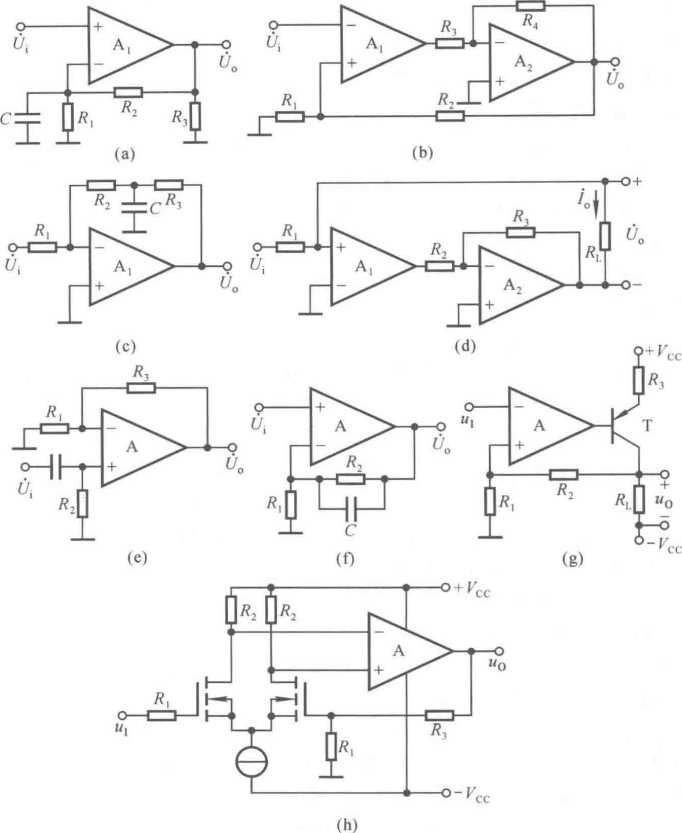 U̇i + − A1 U̇o
C R1 R2 R3
(a)
U̇i − + A1 R3 R4 − + A2 U̇o
R1 R2
(b)
R2 C R3
U̇i R1 − + A1 U̇o
(c)
U̇i R1 + − A1 R2 R3 − + A2 İo RL + U̇o −
(d)
R1 R3 − + A U̇o
U̇i R2
(e)
U̇i + − A U̇o
R1 R2 C
(f)
+VCC
R3
uI − + A T
R1 R2 RL + uO −
−VCC
(g)
+VCC
R2 R2 − + A uO
uI R1 R1 R3
−VCC
(h)